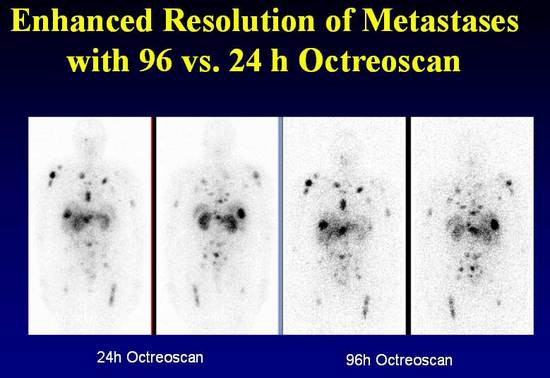 Enhanced Resolution of Metastases
with 96 vs. 24 h Octreoscan
24h Octreoscan
96h Octreoscan